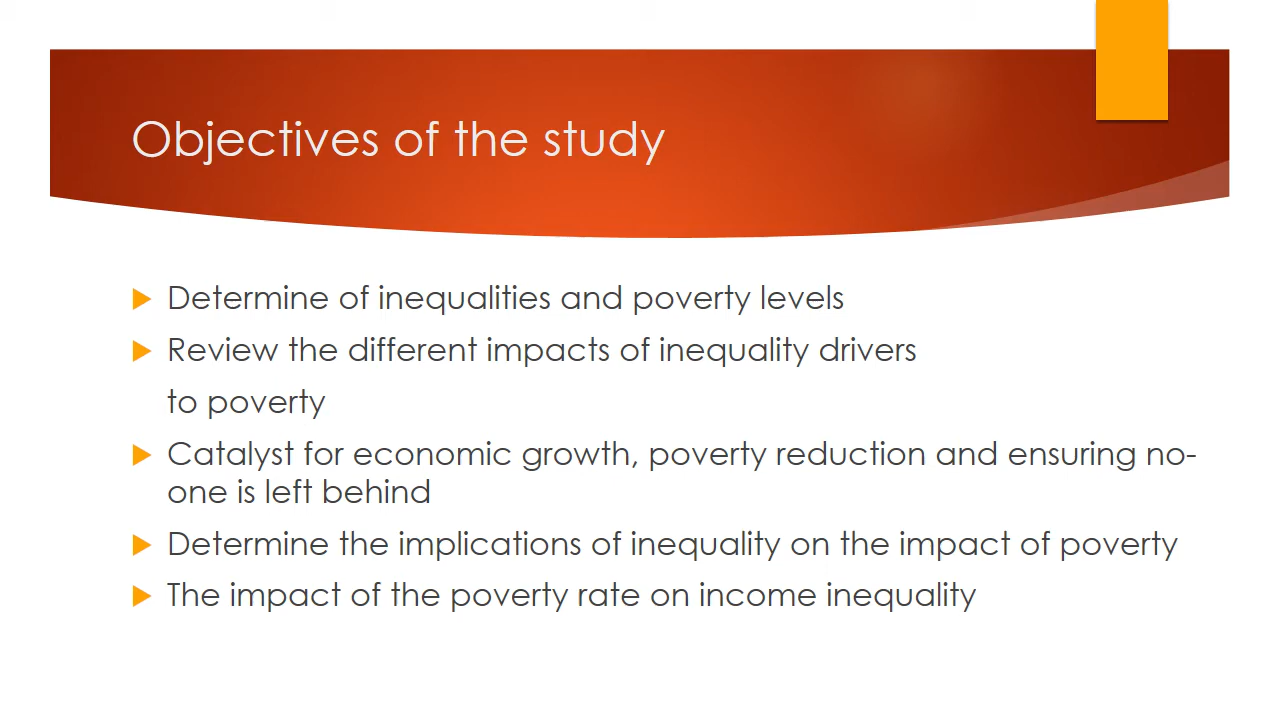 Objectives of the study
Determine of inequalities and poverty levels
Review the different impacts of inequality drivers
to poverty
Catalyst for economic growth, poverty reduction and ensuring no-
one is left behind
Determine the implications of inequality on the impact of poverty
The impact of the poverty rate on income inequality